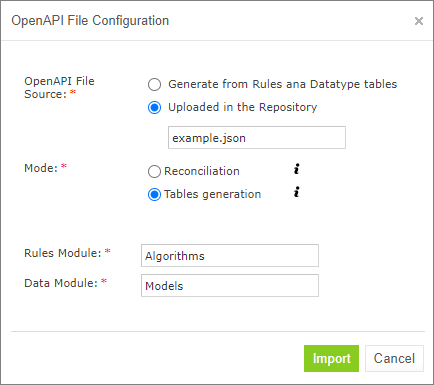 OpenAPI File Configuration ×
OpenAPI File Source: *
Generate from Rules ana Datatype tables
Uploaded in the Repository
example.json
Mode: *
Reconciliation i
Tables generation i
Rules Module: * Algorithms
Data Module: * Models
Import Cancel